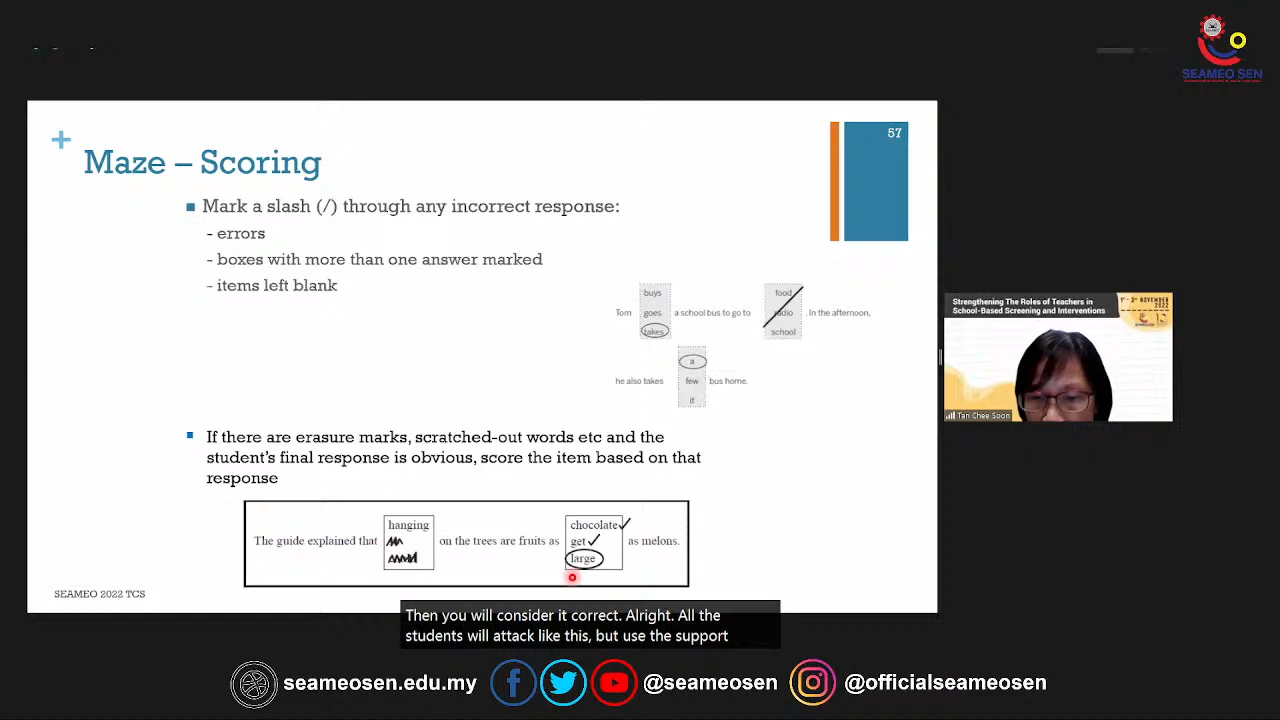 SEAMEO SEN
57
+
Maze – Scoring
Mark a slash (/) through any incorrect response:
- errors
- boxes with more than one answer marked
- items left blank
buys food
Tom goes a school bus to go to radio . In the afternoon,
takes school
a
he also takes few bus home.
it
If there are erasure marks, scratched-out words etc and the
student's final response is obvious, score the item based on that
response
hanging chocolate
The guide explained that on the trees are fruits as get as melons.
large
SEAMEO 2022 TCS
Strengthening The Roles of Teachers in
School-Based Screening and Interventions
1st - 3rd NOVEMBER
2022
Tan Chee Soon
Then you will consider it correct. Alright. All the
students will attack like this, but use the support
seameosen.edu.my @seameosen @officialseameosen